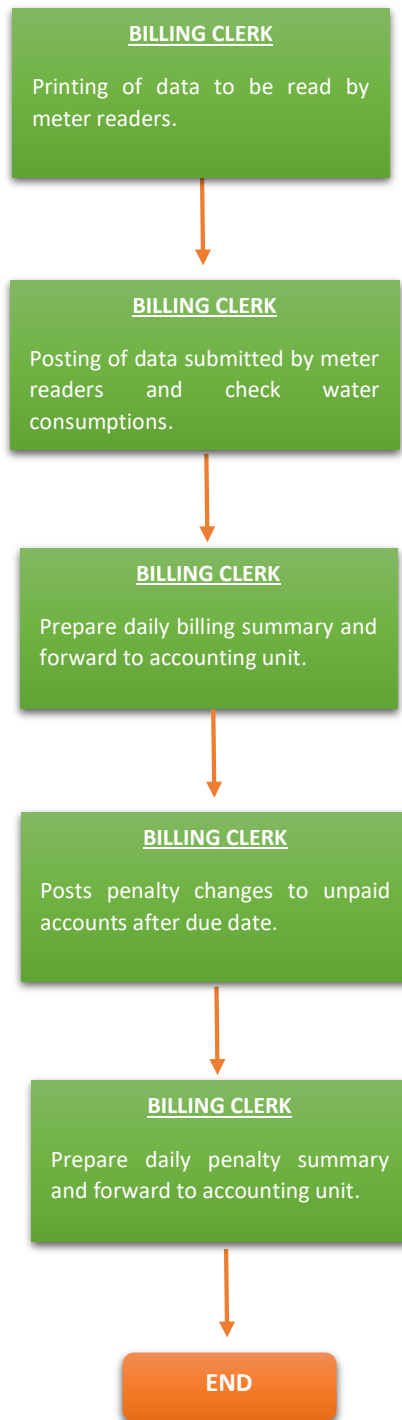 BILLING CLERK
Printing of data to be read by
meter readers.
BILLING CLERK
Posting of data submitted by meter
readers and check water
consumptions.
BILLING CLERK
Prepare daily billing summary and
forward to accounting unit.
BILLING CLERK
Posts penalty changes to unpaid
accounts after due date.
BILLING CLERK
Prepare daily penalty summary
and forward to accounting unit.
END